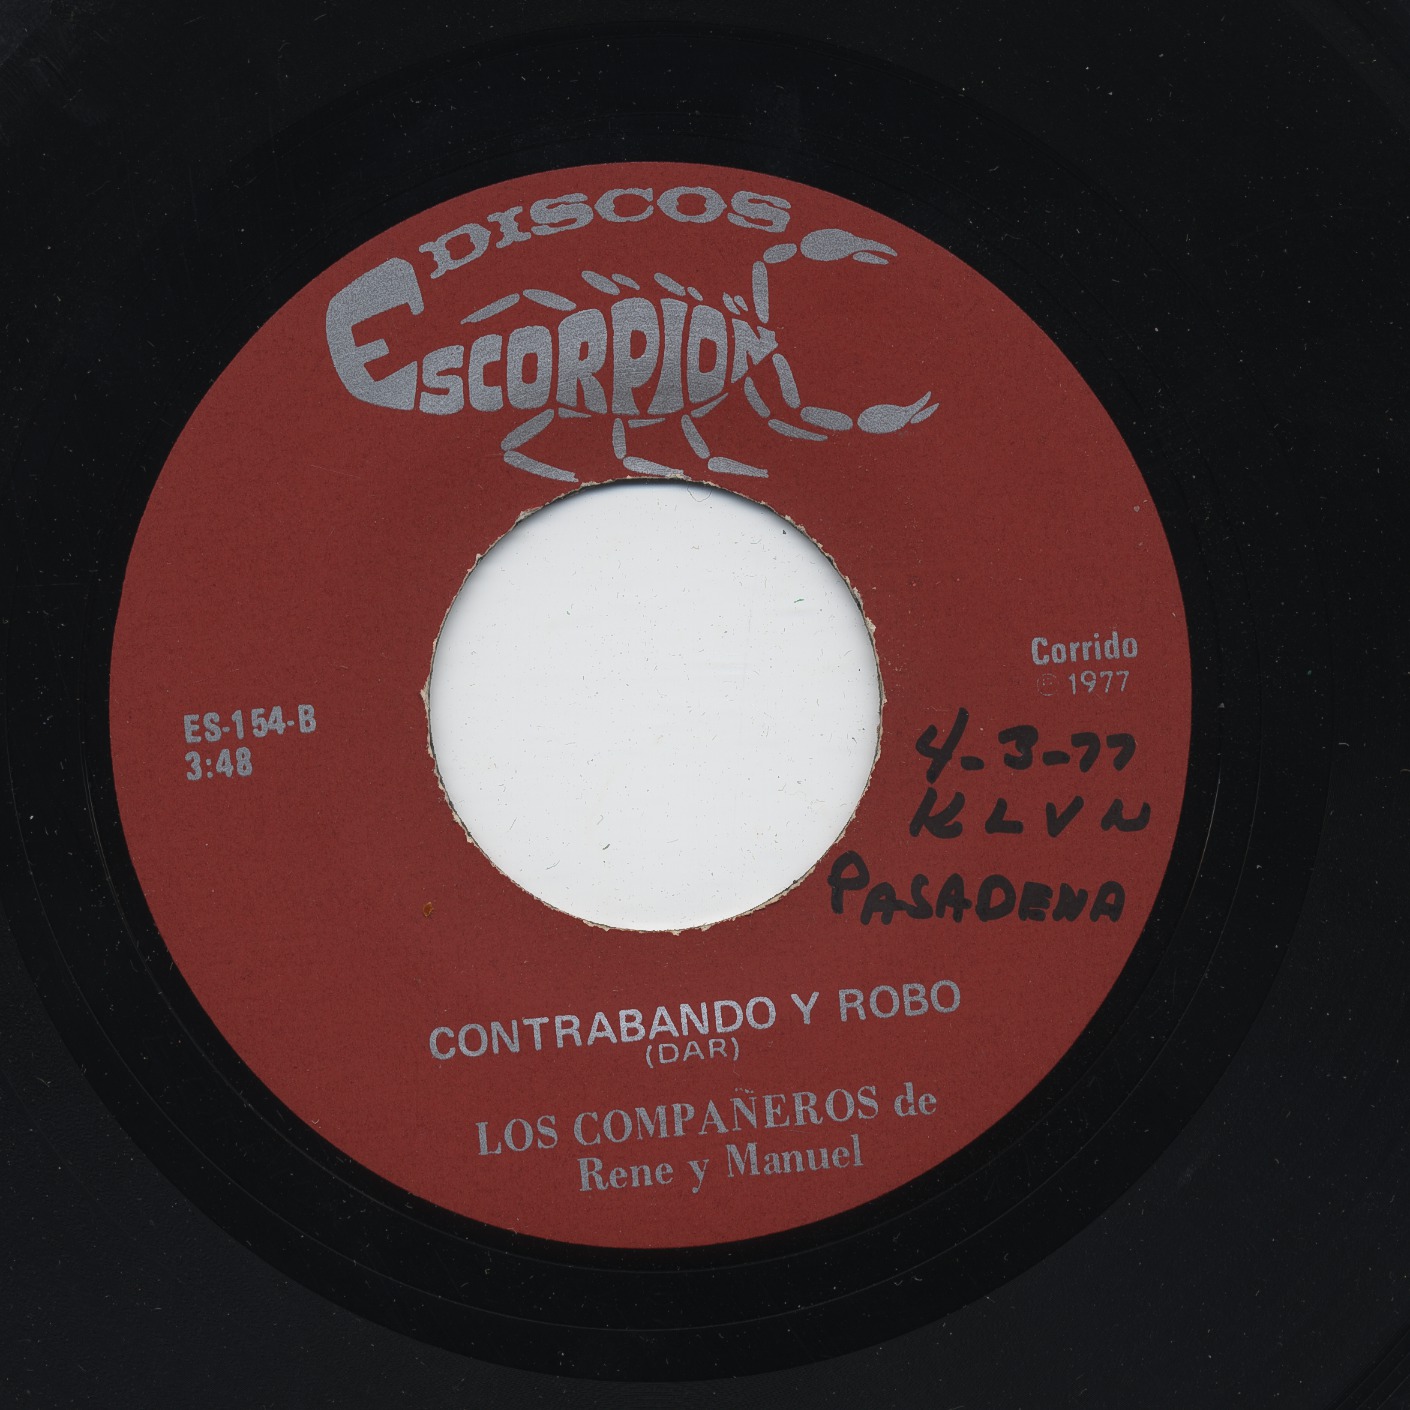 DISCOS
ESCORPION
Corrido
Ⓟ 1977
ES-154-B
3:48
4-3-77
KLVN
PASADENA
CONTRABANDO Y ROBO
(DAR)
LOS COMPAÑEROS de
Rene y Manuel